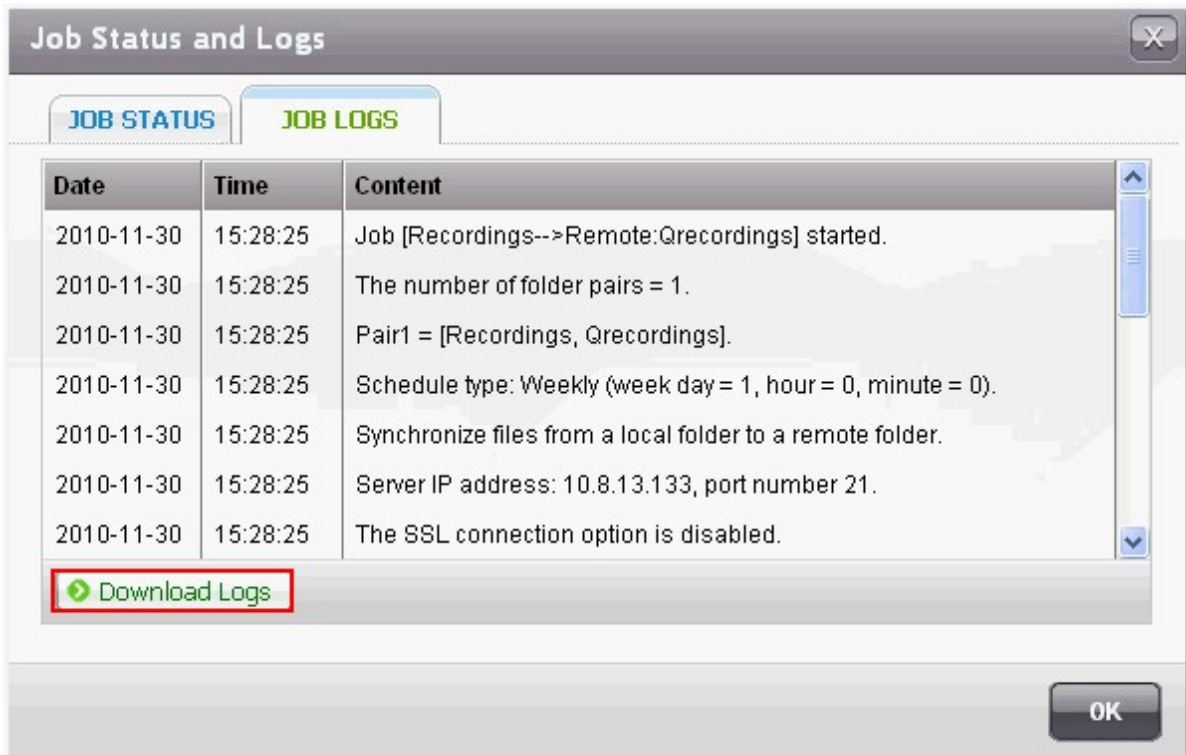 Job Status and Logs
X
JOB STATUS JOB LOGS
Date Time Content
2010-11-30 15:28:25 Job [Recordings-->Remote:Qrecordings] started.
2010-11-30 15:28:25 The number of folder pairs = 1.
2010-11-30 15:28:25 Pair1 = [Recordings, Qrecordings].
2010-11-30 15:28:25 Schedule type: Weekly (week day = 1, hour = 0, minute = 0).
2010-11-30 15:28:25 Synchronize files from a local folder to a remote folder.
2010-11-30 15:28:25 Server IP address: 10.8.13.133, port number 21.
2010-11-30 15:28:25 The SSL connection option is disabled.
Download Logs
OK